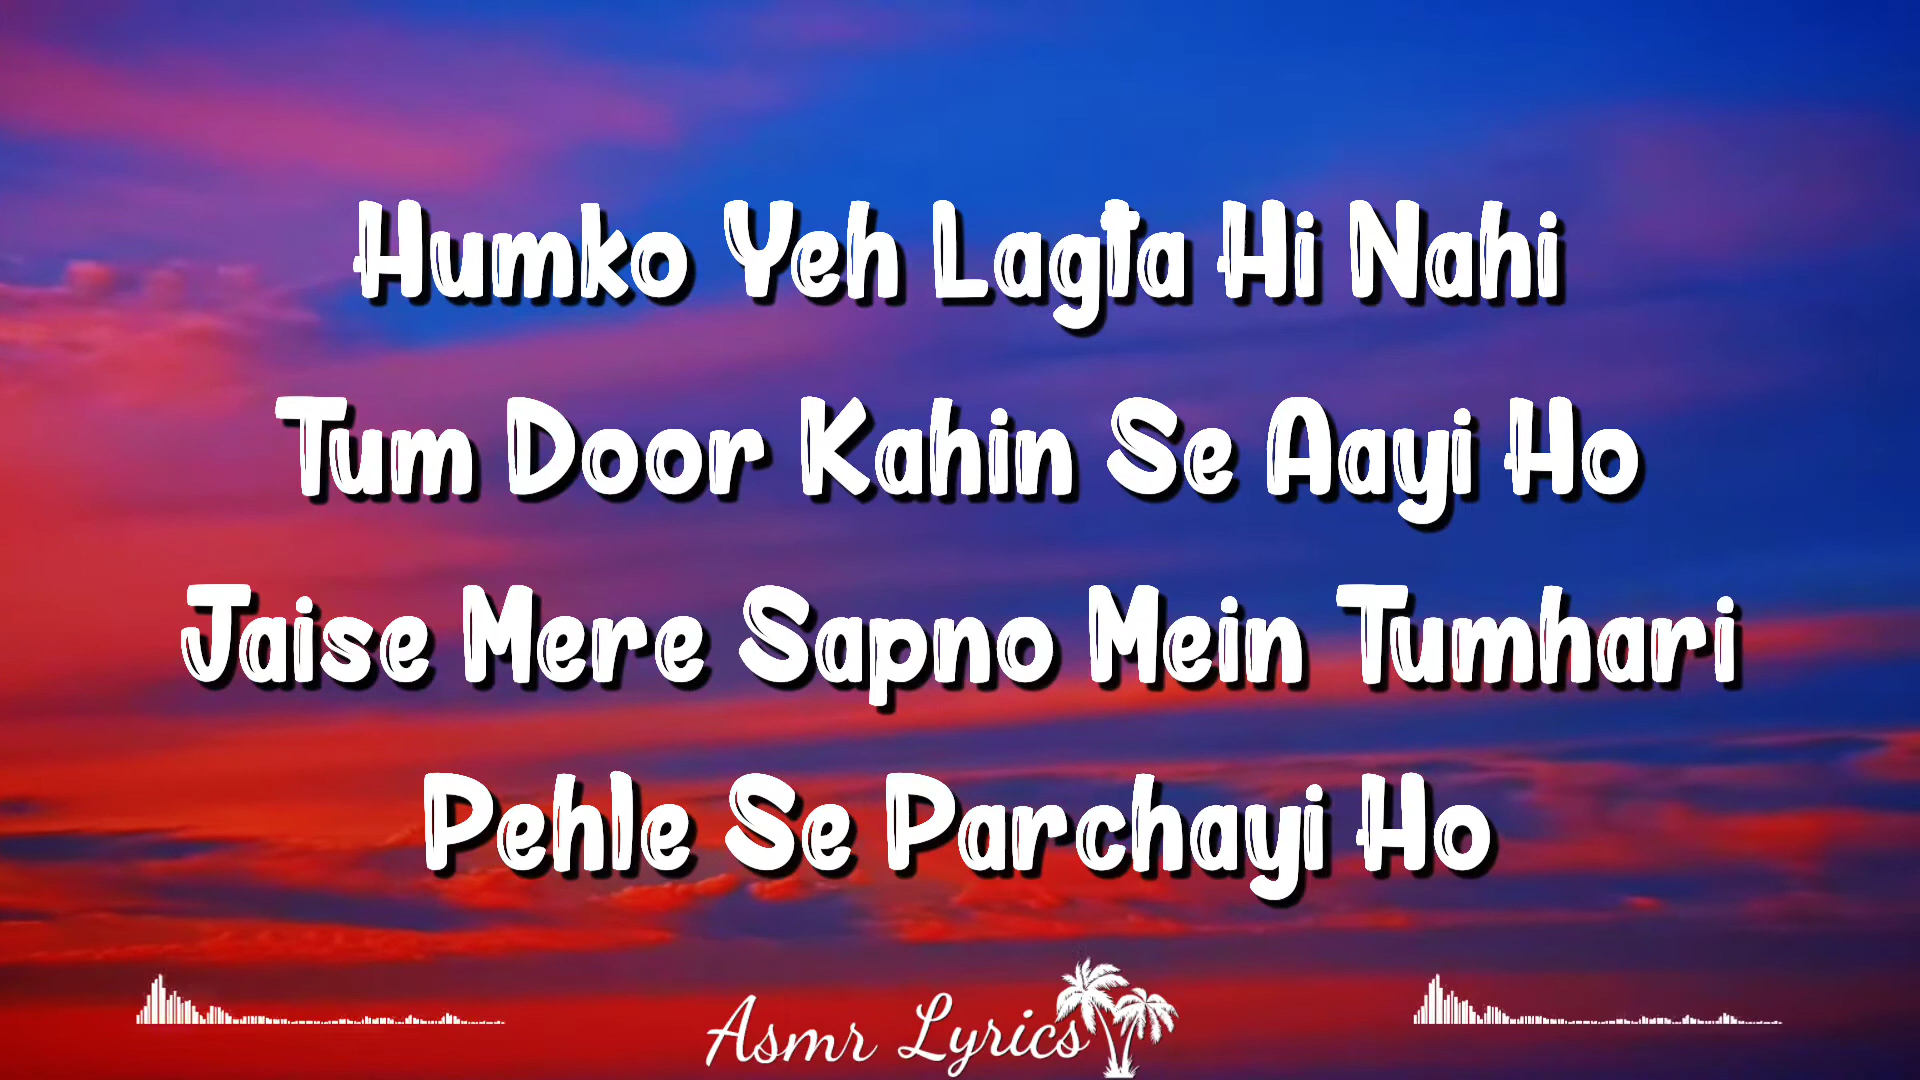 Humko Yeh Lagta Hi Nahi
Tum Door Kahin Se Aayi Ho
Jaise Mere Sapno Mein Tumhari
Pehle Se Parchayi Ho
Asmr Lyrics